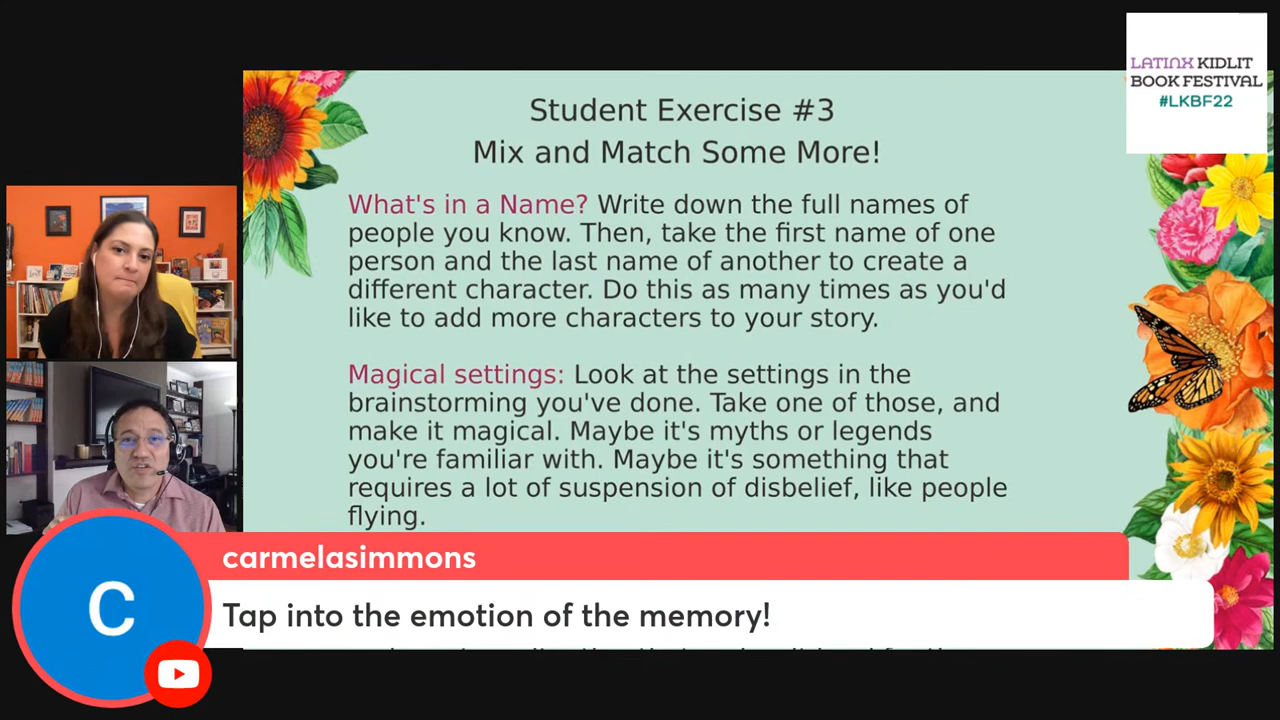 LATINX KIDLIT
BOOK FESTIVAL
#LKBF22
Student Exercise #3
Mix and Match Some More!
What's in a Name? Write down the full names of
people you know. Then, take the first name of one
person and the last name of another to create a
different character. Do this as many times as you'd
like to add more characters to your story.
Magical settings: Look at the settings in the
brainstorming you've done. Take one of those, and
make it magical. Maybe it's myths or legends
you're familiar with. Maybe it's something that
requires a lot of suspension of disbelief, like people
flying.
carmelasimmons
C
Tap into the emotion of the memory!